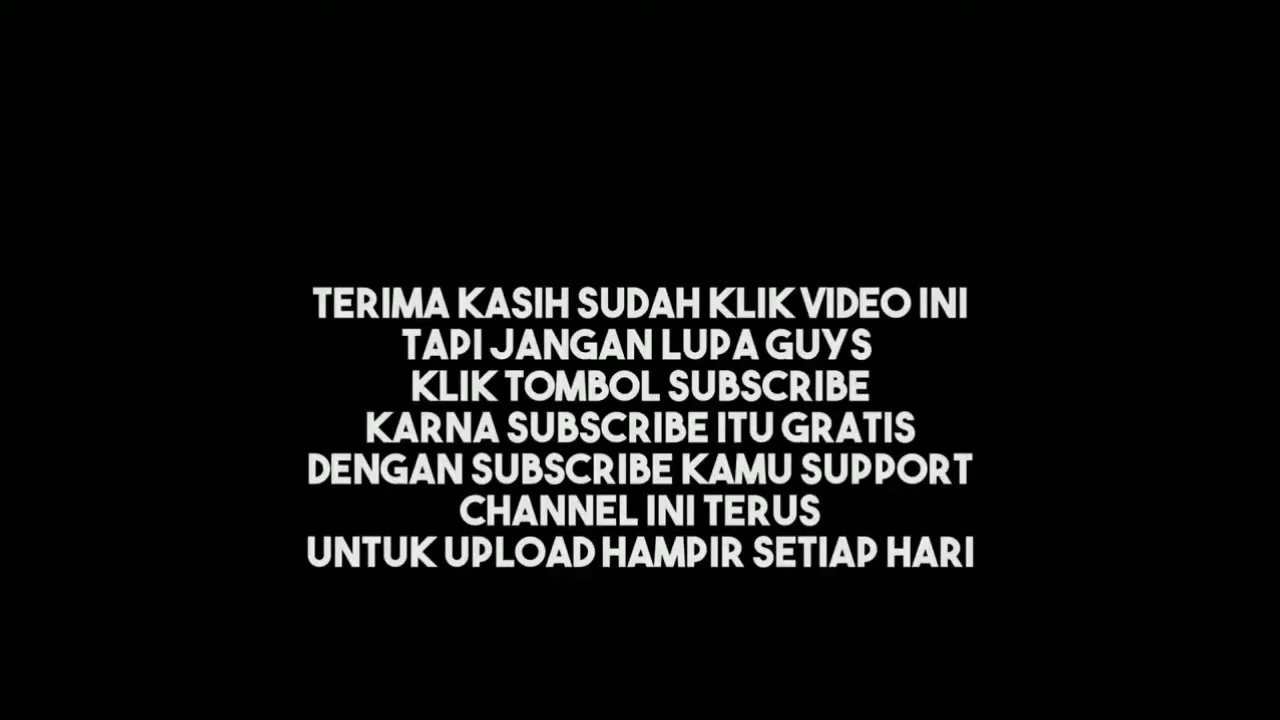 TERIMA KASIH SUDAH KLIK VIDEO INI
TAPI JANGAN LUPA GUYS
KLIK TOMBOL SUBSCRIBE
KARNA SUBSCRIBE ITU GRATIS
DENGAN SUBSCRIBE KAMU SUPPORT
CHANNEL INI TERUS
UNTUK UPLOAD HAMPIR SETIAP HARI